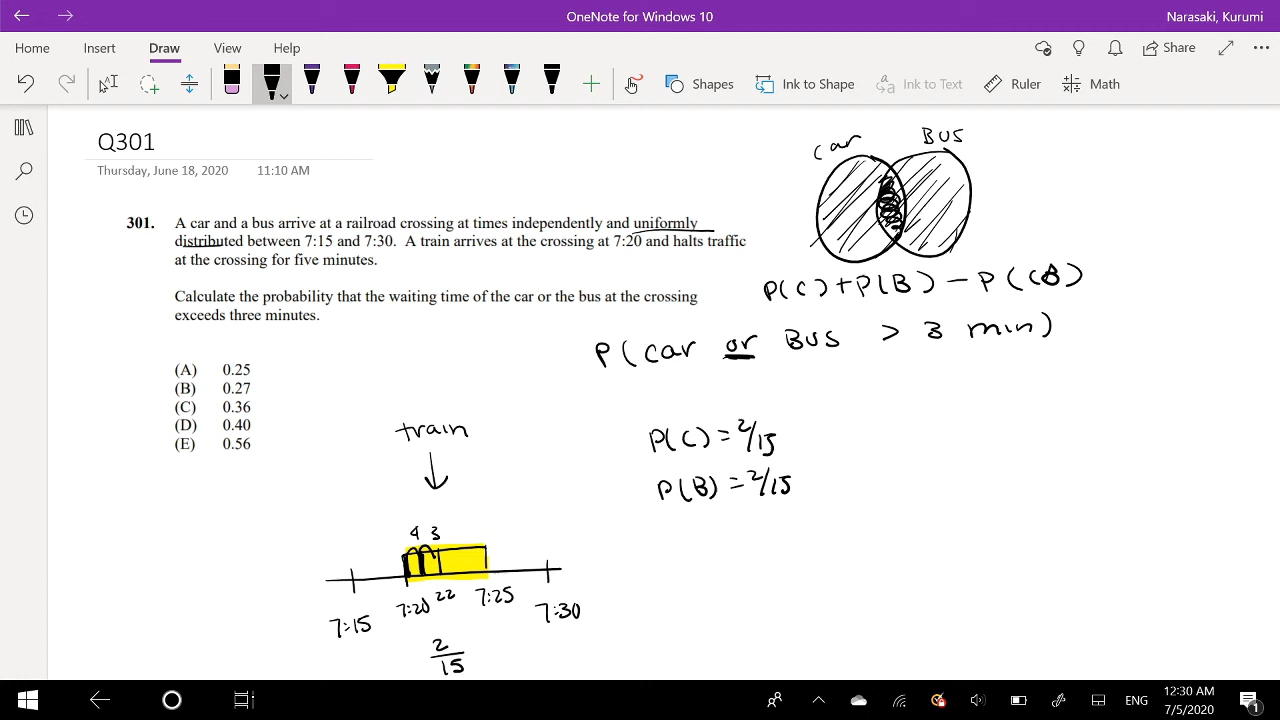 OneNote for Windows 10
Narasaki, Kurumi
Home Insert Draw View Help
Share
Shapes Ink to Shape Ink to Text Ruler Math
Q301
Thursday, June 18, 2020 11:10 AM
301. A car and a bus arrive at a railroad crossing at times independently and uniformly
distributed between 7:15 and 7:30. A train arrives at the crossing at 7:20 and halts traffic
at the crossing for five minutes.
Calculate the probability that the waiting time of the car or the bus at the crossing
exceeds three minutes.
(A) 0.25
(B) 0.27
(C) 0.36
(D) 0.40
(E) 0.56
car BUS
P(C)+P(B)-P(CB)
P(car or BUS > 3 min)
P(C)=2/15
P(B)=2/15
train
4 3
7:15 7:20 22 7:25 7:30
2
15
ENG
12:30 AM
7/5/2020
1